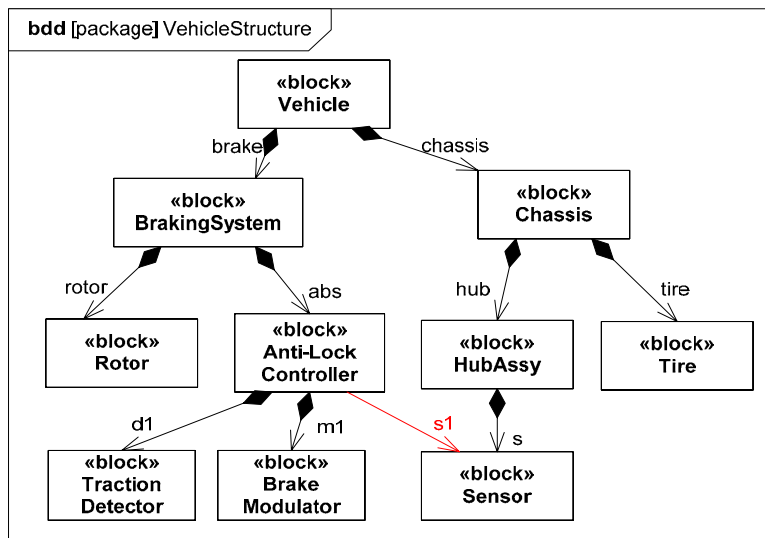 bdd [package] VehicleStructure
«block»
Vehicle
brake
chassis
«block»
BrakingSystem
«block»
Chassis
rotor
abs
hub
tire
«block»
Rotor
«block»
Anti-Lock
Controller
«block»
HubAssy
«block»
Tire
d1
m1
s1
s
«block»
Traction
Detector
«block»
Brake
Modulator
«block»
Sensor